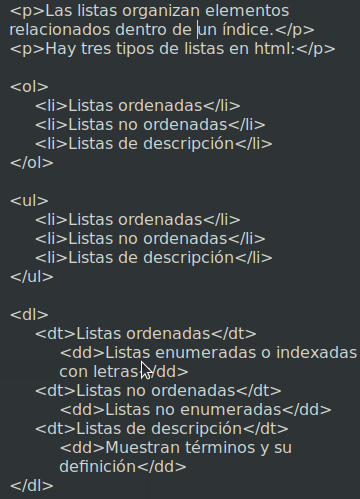 <p>Las listas organizan elementos
relacionados dentro de un índice.</p>
<p>Hay tres tipos de listas en html:</p>
<ol>
<li>Listas ordenadas</li>
<li>Listas no ordenadas</li>
<li>Listas de descripción</li>
</ol>
<ul>
<li>Listas ordenadas</li>
<li>Listas no ordenadas</li>
<li>Listas de descripción</li>
</ul>
<dl>
<dt>Listas ordenadas</dt>
<dd>Listas enumeradas o indexadas
con letras</dd>
<dt>Listas no ordenadas</dt>
<dd>Listas no enumeradas</dd>
<dt>Listas de descripción</dt>
<dd>Muestran términos y su
definición</dd>
</dl>